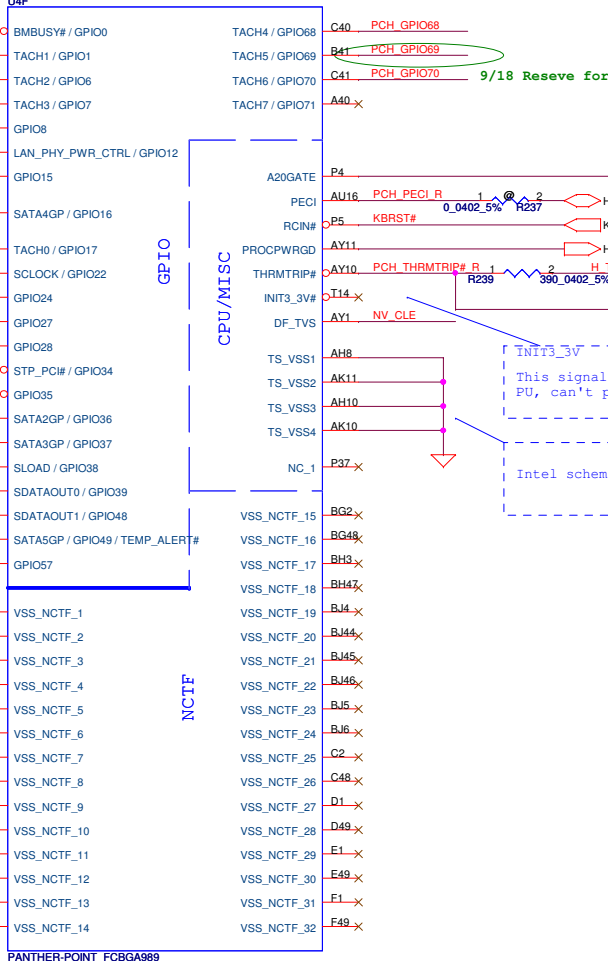 U4F
BMBUSY# / GPIO0 TACH4 / GPIO68 C40 PCH_GPIO68
TACH1 / GPIO1 TACH5 / GPIO69 B41 PCH_GPIO69
TACH2 / GPIO6 TACH6 / GPIO70 C41 PCH_GPIO70 9/18 Reseve for
TACH3 / GPIO7 TACH7 / GPIO71 A40
GPIO8
LAN_PHY_PWR_CTRL / GPIO12
GPIO15 A20GATE P4
PECI AU16 PCH_PECI_R 1 @ 2 H
0_0402_5% R237
SATA4GP / GPIO16 RCIN# P5 KBRST# K
TACH0 / GPIO17 PROCPWRGD AY11 H
SCLOCK / GPIO22 THRMTRIP# AY10 PCH_THRMTRIP#_R 1 2 H_T
R239 390_0402_5%
GPIO24 INIT3_3V# T14
GPIO27 DF_TVS AY1 NV_CLE
GPIO
CPU/MISC
GPIO28
INIT3_3V
TS_VSS1 AH8
STP_PCI# / GPIO34
This signal
TS_VSS2 AK11
PU, can't p
GPIO35
TS_VSS3 AH10
SATA2GP / GPIO36
TS_VSS4 AK10
SATA3GP / GPIO37
SLOAD / GPIO38 NC_1 P37
Intel schem
SDATAOUT0 / GPIO39
SDATAOUT1 / GPIO48 VSS_NCTF_15 BG2
SATA5GP / GPIO49 / TEMP_ALERT# VSS_NCTF_16 BG48
GPIO57 VSS_NCTF_17 BH3
VSS_NCTF_18 BH47
VSS_NCTF_1 VSS_NCTF_19 BJ4
VSS_NCTF_2 VSS_NCTF_20 BJ44
VSS_NCTF_3 VSS_NCTF_21 BJ45
VSS_NCTF_4 VSS_NCTF_22 BJ46
NCTF
VSS_NCTF_5 VSS_NCTF_23 BJ5
VSS_NCTF_6 VSS_NCTF_24 BJ6
VSS_NCTF_7 VSS_NCTF_25 C2
VSS_NCTF_8 VSS_NCTF_26 C48
VSS_NCTF_9 VSS_NCTF_27 D1
VSS_NCTF_10 VSS_NCTF_28 D49
VSS_NCTF_11 VSS_NCTF_29 E1
VSS_NCTF_12 VSS_NCTF_30 E49
VSS_NCTF_13 VSS_NCTF_31 F1
VSS_NCTF_14 VSS_NCTF_32 F49
PANTHER-POINT_FCBGA989